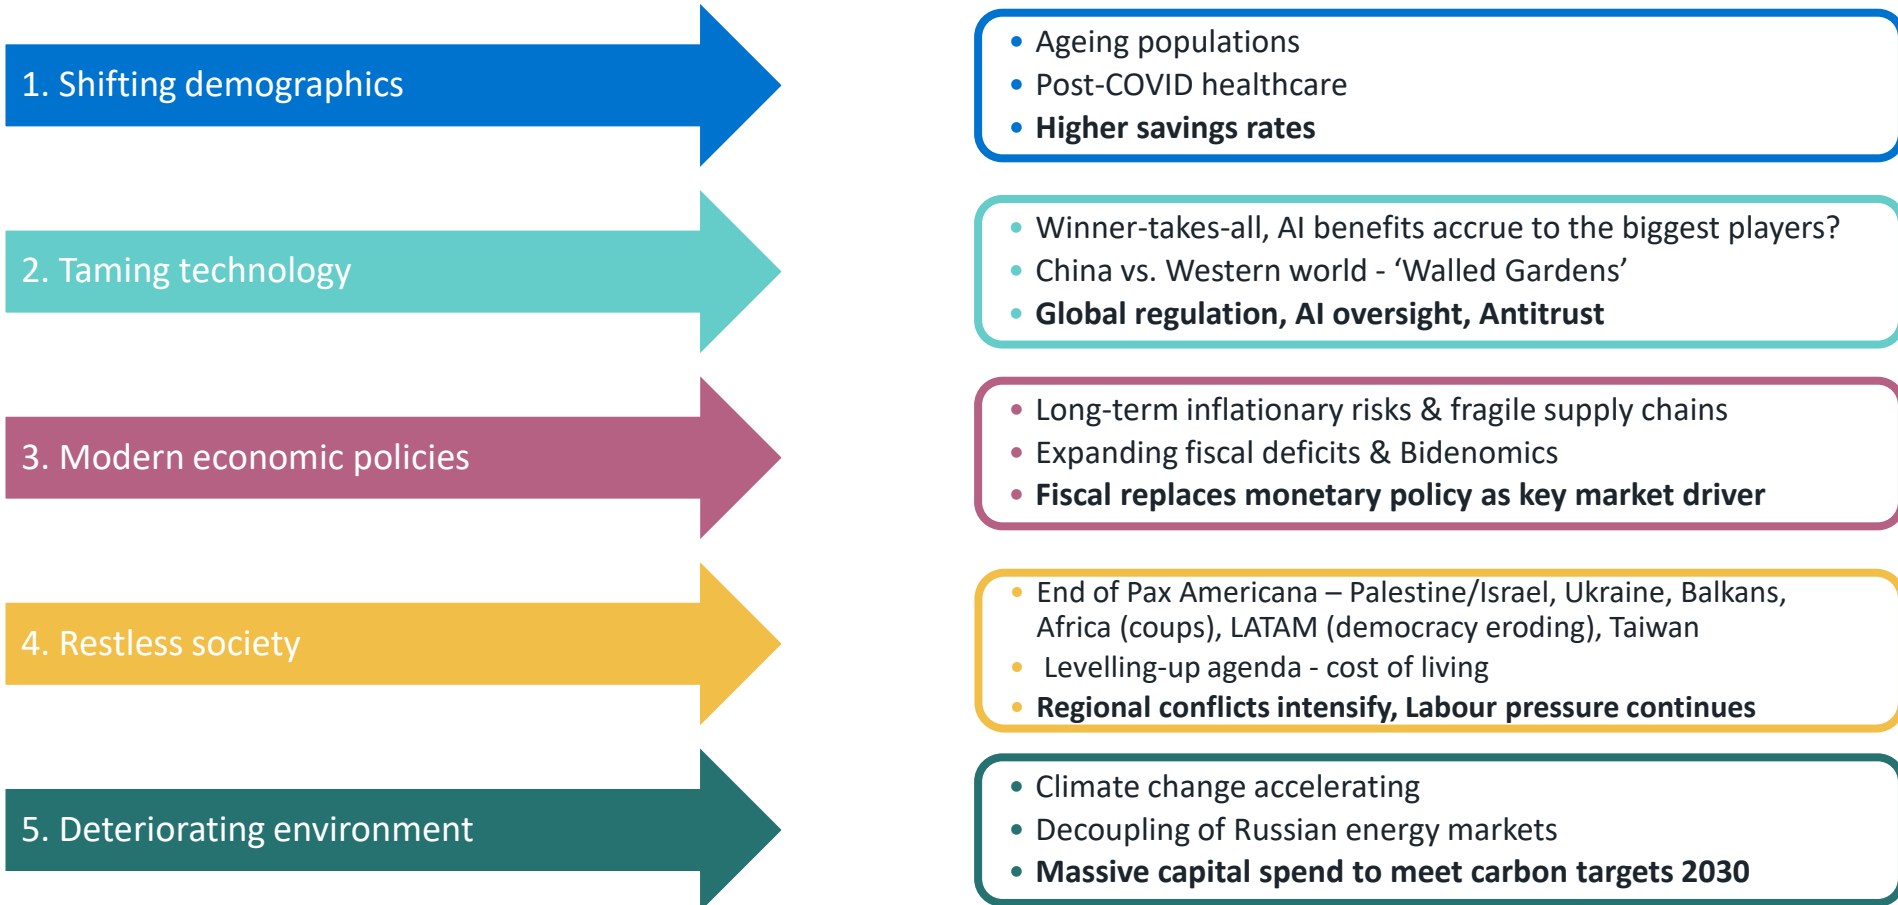 1. Shifting demographics
• Ageing populations
• Post-COVID healthcare
• Higher savings rates
2. Taming technology
• Winner-takes-all, AI benefits accrue to the biggest players?
• China vs. Western world - ‘Walled Gardens’
• Global regulation, AI oversight, Antitrust
3. Modern economic policies
• Long-term inflationary risks & fragile supply chains
• Expanding fiscal deficits & Bidenomics
• Fiscal replaces monetary policy as key market driver
4. Restless society
• End of Pax Americana – Palestine/Israel, Ukraine, Balkans,
Africa (coups), LATAM (democracy eroding), Taiwan
• Levelling-up agenda - cost of living
• Regional conflicts intensify, Labour pressure continues
5. Deteriorating environment
• Climate change accelerating
• Decoupling of Russian energy markets
• Massive capital spend to meet carbon targets 2030